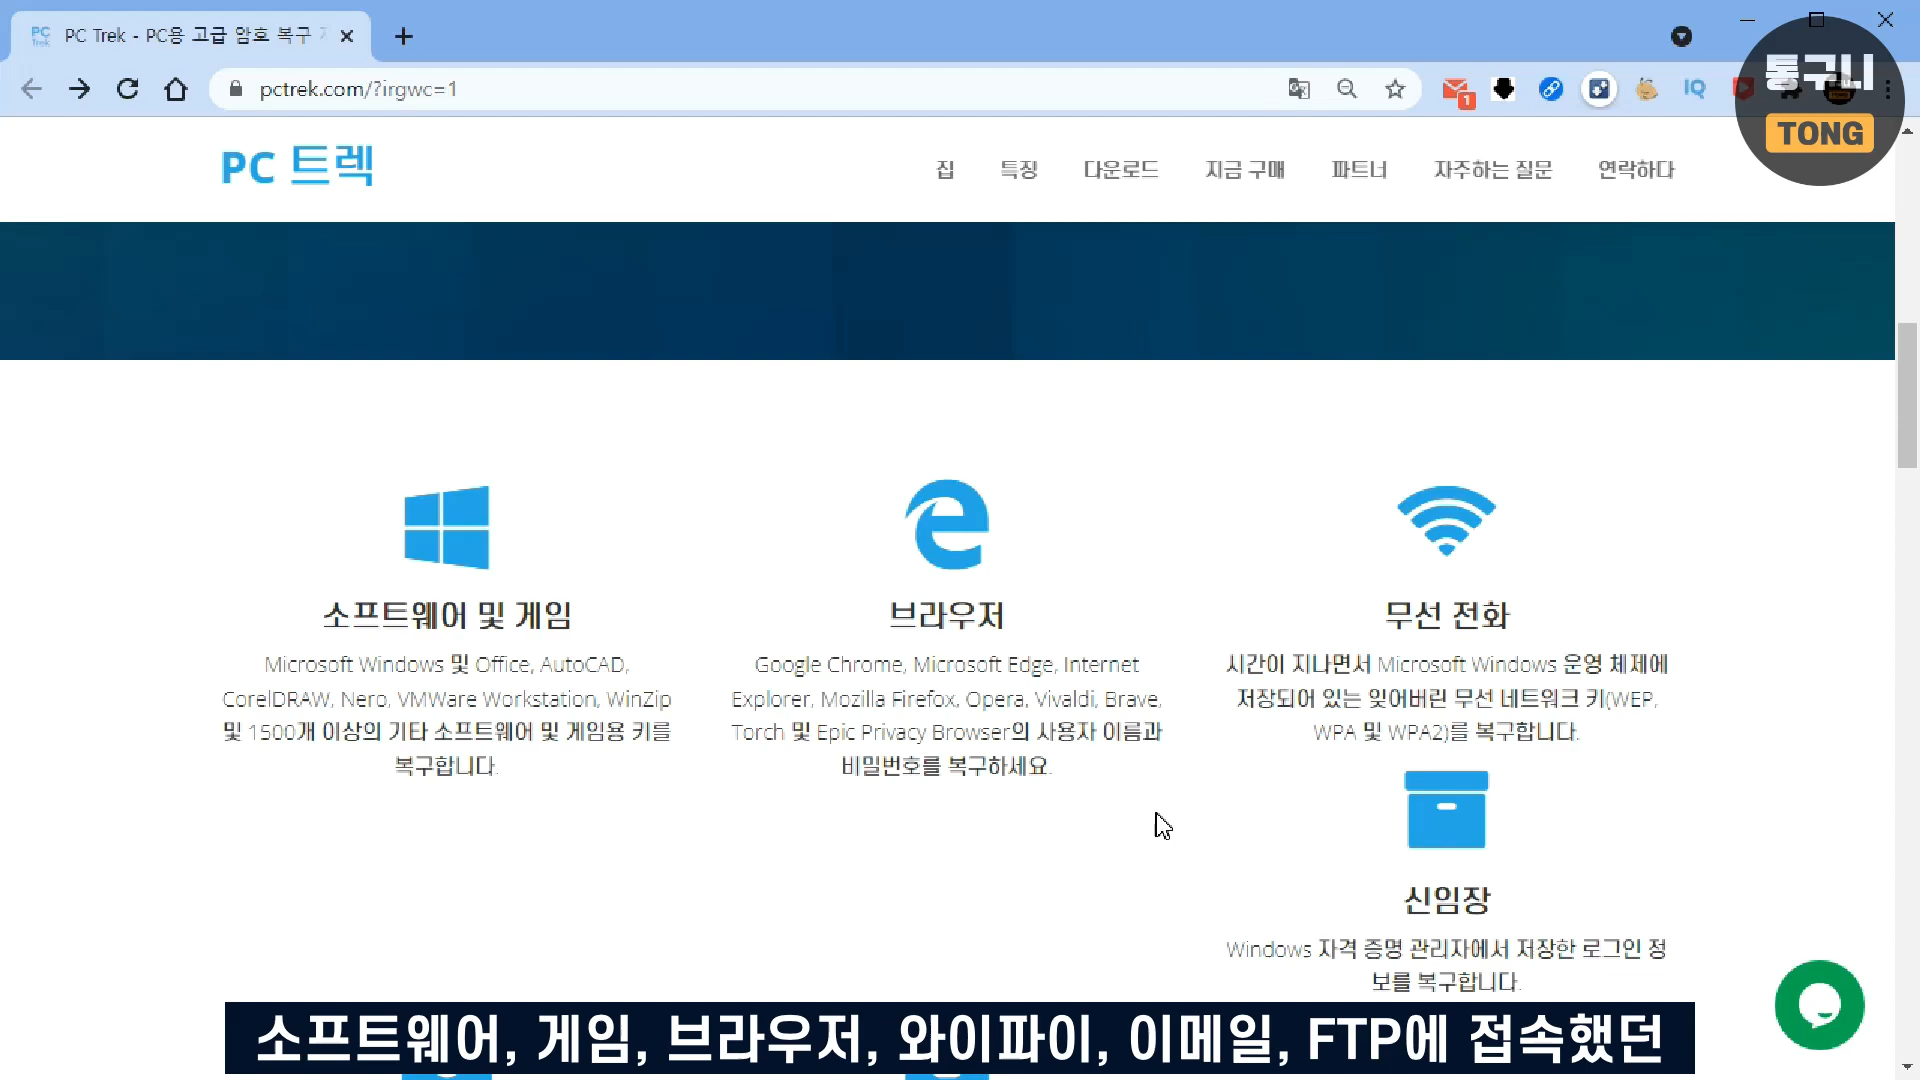 PC Trek - PC용 고급 암호 복구
pctrek.com/?irgwc=1
1
IQ
통구니
TONG
PC 트렉
집 특징 다운로드 지금 구매 파트너 자주하는 질문 연락하다
소프트웨어 및 게임
Microsoft Windows 및 Office, AutoCAD,
CorelDRAW, Nero, VMWare Workstation, WinZip
및 1500개 이상의 기타 소프트웨어 및 게임용 키를
복구합니다.
브라우저
Google Chrome, Microsoft Edge, Internet
Explorer, Mozilla Firefox, Opera, Vivaldi, Brave,
Torch 및 Epic Privacy Browser의 사용자 이름과
비밀번호를 복구하세요.
무선 전화
시간이 지나면서 Microsoft Windows 운영 체제에
저장되어 있는 잊어버린 무선 네트워크 키(WEP,
WPA 및 WPA2)를 복구합니다.
신임장
Windows 자격 증명 관리자에서 저장한 로그인 정
보를 복구합니다.
소프트웨어, 게임, 브라우저, 와이파이, 이메일, FTP에 접속했던